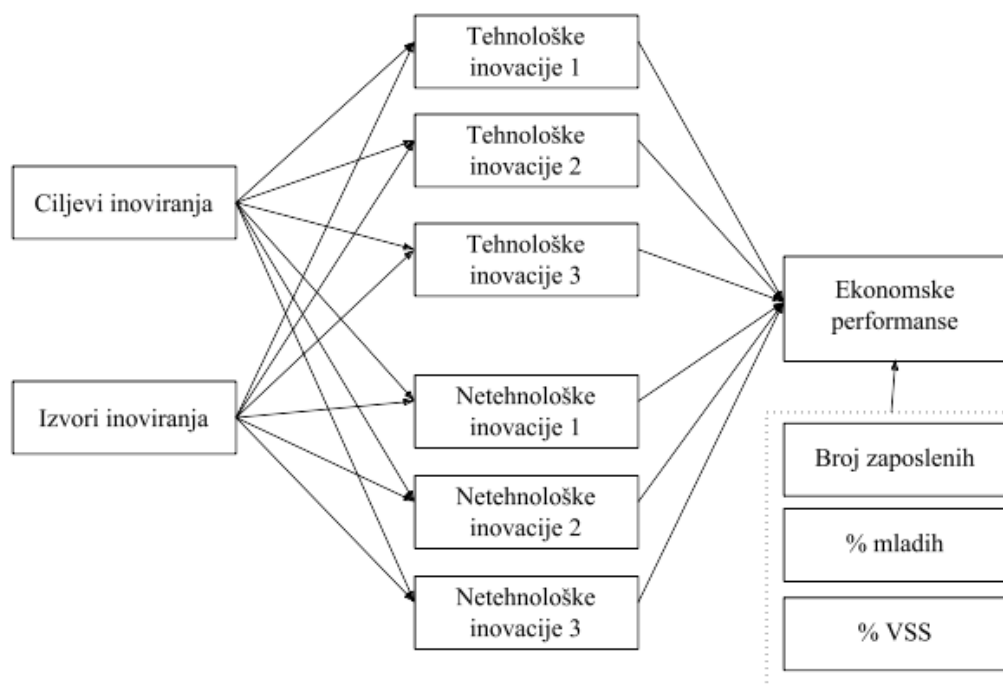 Ciljevi inoviranja
Izvori inoviranja
Tehnološke
inovacije 1
Tehnološke
inovacije 2
Tehnološke
inovacije 3
Netehnološke
inovacije 1
Netehnološke
inovacije 2
Netehnološke
inovacije 3
Ekonomske
performanse
Broj zaposlenih
% mladih
% VSS